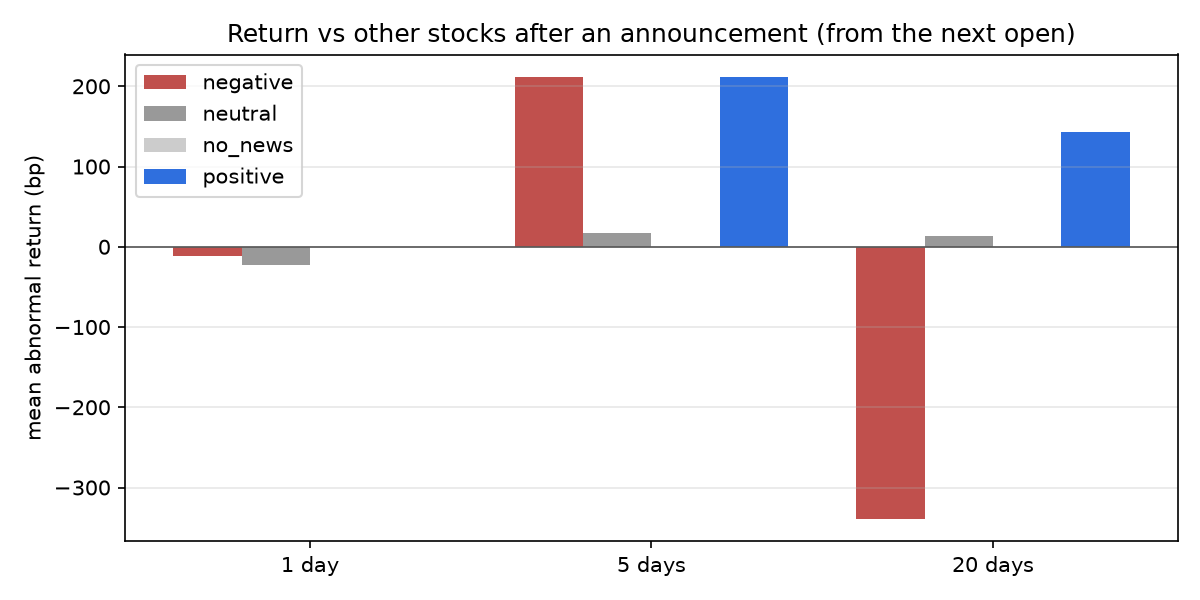 Return vs other stocks after an announcement (from the next open)
negative
neutral
no_news
positive
mean abnormal return (bp)
200
100
0
−100
−200
−300
1 day
5 days
20 days